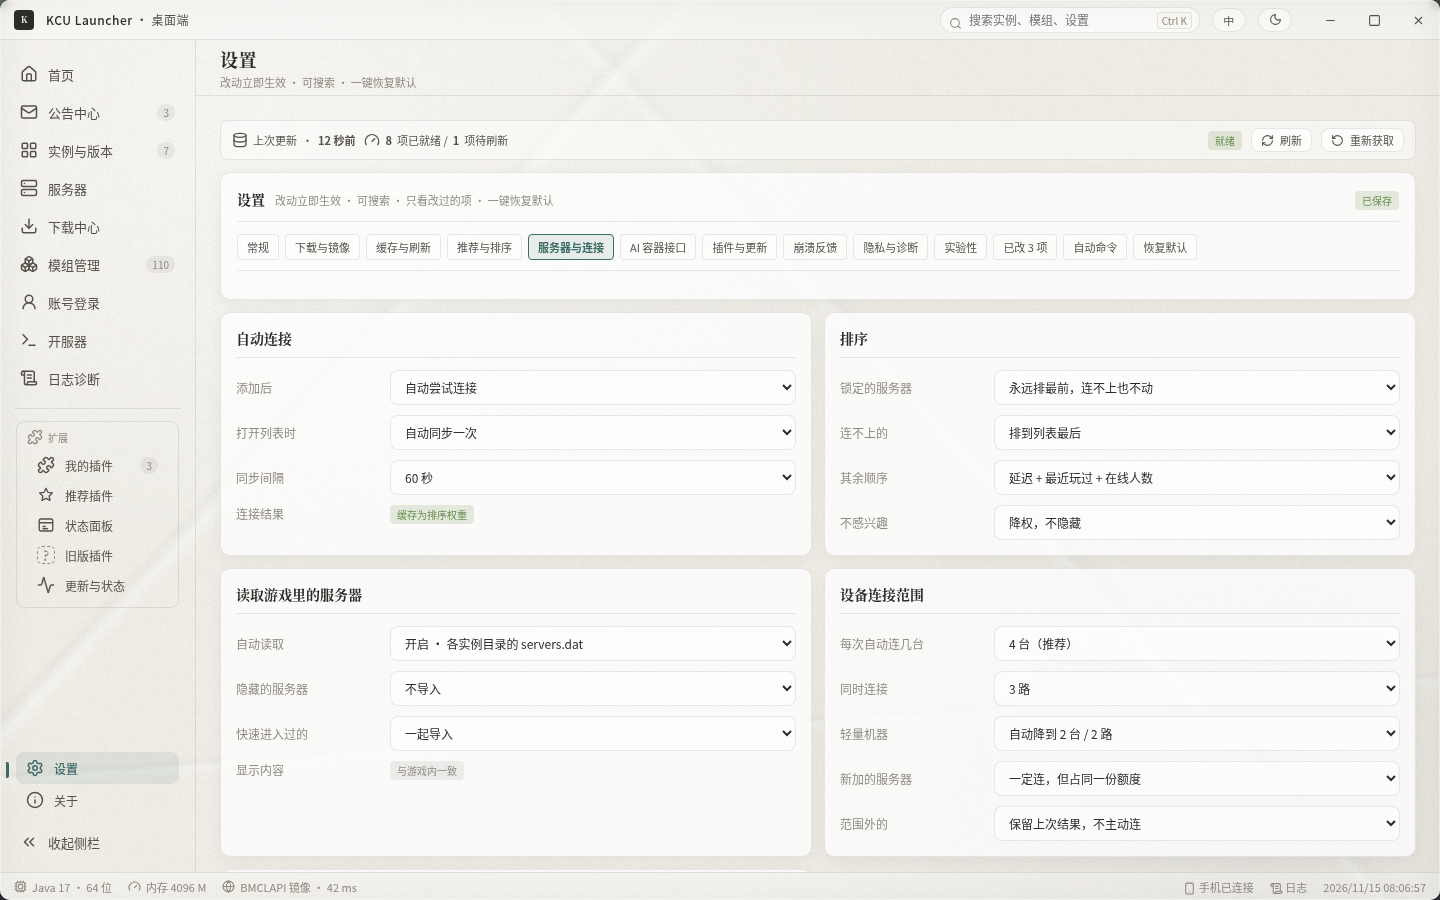 K KCU Launcher • 桌面端
搜索实例、模组、设置 Ctrl K
中
首页
公告中心 3
实例与版本 7
服务器
下载中心
模组管理 110
账号登录
开服器
日志诊断
扩展
我的插件 3
推荐插件
状态面板
? 旧版插件
更新与状态
设置
关于
收起侧栏
设置
改动立即生效 • 可搜索 • 一键恢复默认
上次更新 • 12 秒前 8 项已就绪 / 1 项待刷新
就绪 刷新 重新获取
设置 改动立即生效 • 可搜索 • 只看改过的项 • 一键恢复默认 已保存
常规 下载与镜像 缓存与刷新 推荐与排序 服务器与连接 AI 容器接口 插件与更新 崩溃反馈 隐私与诊断 实验性 已改 3 项 自动命令 恢复默认
自动连接
添加后 自动尝试连接
打开列表时 自动同步一次
同步间隔 60 秒
连接结果 缓存为排序权重
排序
锁定的服务器 永远排最前，连不上也不动
连不上的 排到列表最后
其余顺序 延迟 + 最近玩过 + 在线人数
不感兴趣 降权，不隐藏
读取游戏里的服务器
自动读取 开启 • 各实例目录的 servers.dat
隐藏的服务器 不导入
快速进入过的 一起导入
显示内容 与游戏内一致
设备连接范围
每次自动连几台 4 台（推荐）
同时连接 3 路
轻量机器 自动降到 2 台 / 2 路
新加的服务器 一定连，但占同一份额度
范围外的 保留上次结果，不主动连
Java 17 • 64 位 内存 4096 M BMCLAPI 镜像 • 42 ms
手机已连接 日志 2026/11/15 08:06:57